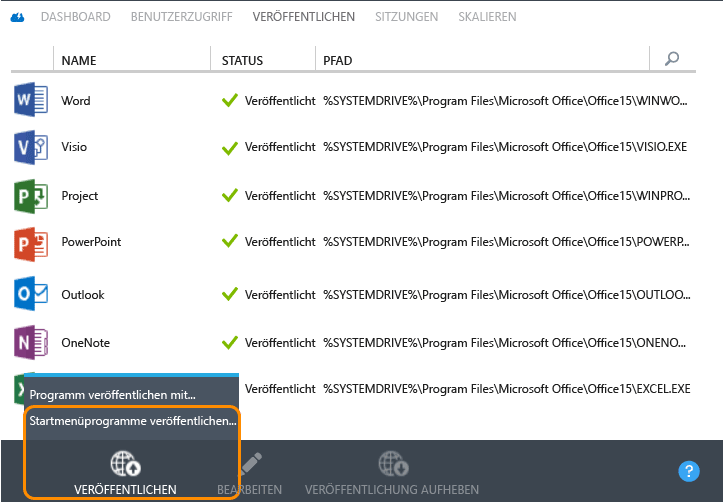 DASHBOARD BENUTZERZUGRIFF VERÖFFENTLICHEN SITZUNGEN SKALIEREN
NAME STATUS PFAD
Word Veröffentlicht %SYSTEMDRIVE%\Program Files\Microsoft Office\Office15\WINWO...
Visio Veröffentlicht %SYSTEMDRIVE%\Program Files\Microsoft Office\Office15\VISIO.EXE
Project Veröffentlicht %SYSTEMDRIVE%\Program Files\Microsoft Office\Office15\WINPRO...
PowerPoint Veröffentlicht %SYSTEMDRIVE%\Program Files\Microsoft Office\Office15\POWERP...
Outlook Veröffentlicht %SYSTEMDRIVE%\Program Files\Microsoft Office\Office15\OUTLOO...
OneNote Veröffentlicht %SYSTEMDRIVE%\Program Files\Microsoft Office\Office15\ONENO...
Veröffentlicht %SYSTEMDRIVE%\Program Files\Microsoft Office\Office15\EXCEL.EXE
Programm veröffentlichen mit...
Startmenüprogramme veröffentlichen...
VERÖFFENTLICHEN BEARBEITEN VERÖFFENTLICHUNG AUFHEBEN ?